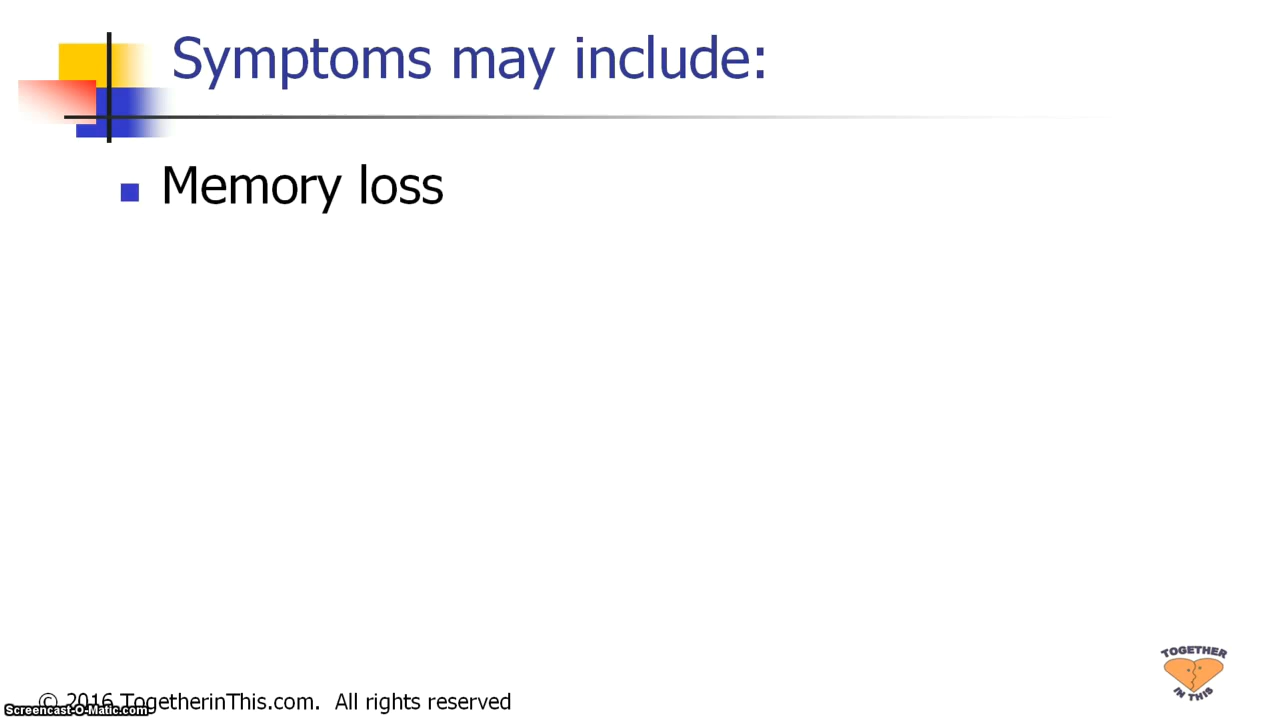 Symptoms may include:
Memory loss
TOGETHER
IN THIS
© 2016 TogetherinThis.com. All rights reserved
Screencast-O-Matic.com